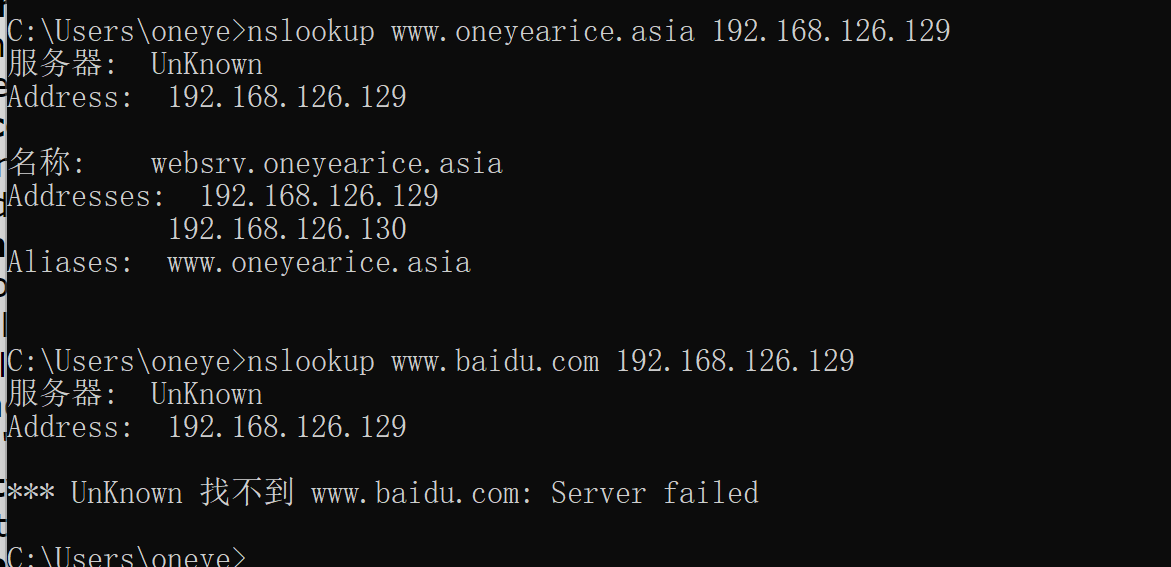 C:\Users\oneye>nslookup www.oneyearice.asia 192.168.126.129
服务器:  UnKnown
Address:  192.168.126.129
名称:    websrv.oneyearice.asia
Addresses:  192.168.126.129
192.168.126.130
Aliases:  www.oneyearice.asia
C:\Users\oneye>nslookup www.baidu.com 192.168.126.129
服务器:  UnKnown
Address:  192.168.126.129
*** UnKnown 找不到 www.baidu.com: Server failed
C:\Users\oneye>